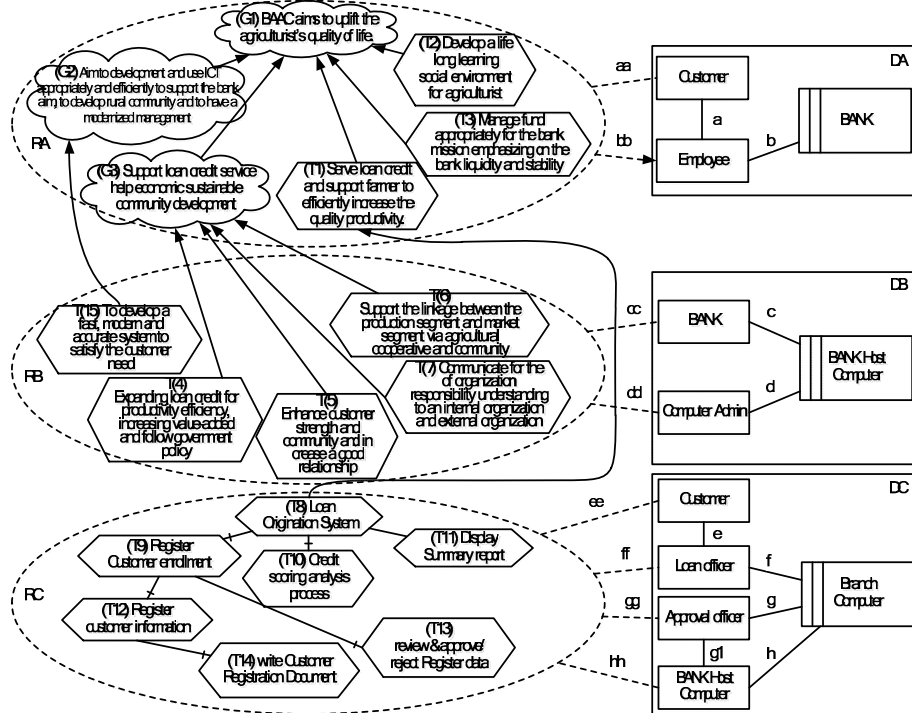 (G1) BAAC aims to uplift the
agriculturist's quality of life.
(G2) Aim to development and use ICT
appropriately and efficiently to support the bank
aim, to develop rural community and to have a
modernized management
(T2) Develop a life
long learning
social environment
for agriculturist
(T3) Manage fund
appropriately for the bank
mission emphasizing on the
bank liquidity and stability
RA
(G3) Support loan credit service
help economic sustainable
community development
(T1) Serve loan credit
and support farmer to
efficiently increase the
quality productivity.
aa
bb
DA
Customer
a
Employee
b
BANK
T(15) To develop a
fast, modern and
accurate system to
satisfy the customer
need
T(6)
Support the linkage between the
production segment and market
segment via agricultural
cooperative and community
RB
T(4)
Expanding loan credit for
productivity efficiency,
increasing value-added
and follow government
policy
T(5)
Enhance customer
strength and
community and in
crease a good
relationship
T(7) Communicate for the
of organization
responsibility understanding
to an internal organization
and external organization
cc
dd
DB
BANK
c
Computer Admin
d
BANK Host
Computer
(T8) Loan
Origination System
(T9) Register
Customer enrollment
(T10) Credit
scoring analysis
process
(T11) Display
Summary report
RC
(T12) Register
customer information
(T13)
review & approve/
reject Register data
(T14) write Customer
Registration Document
ee
ff
gg
hh
DC
Customer
e
Loan officer
f
Approval officer
g
g1
BANK Host
Computer
h
Branch
Computer